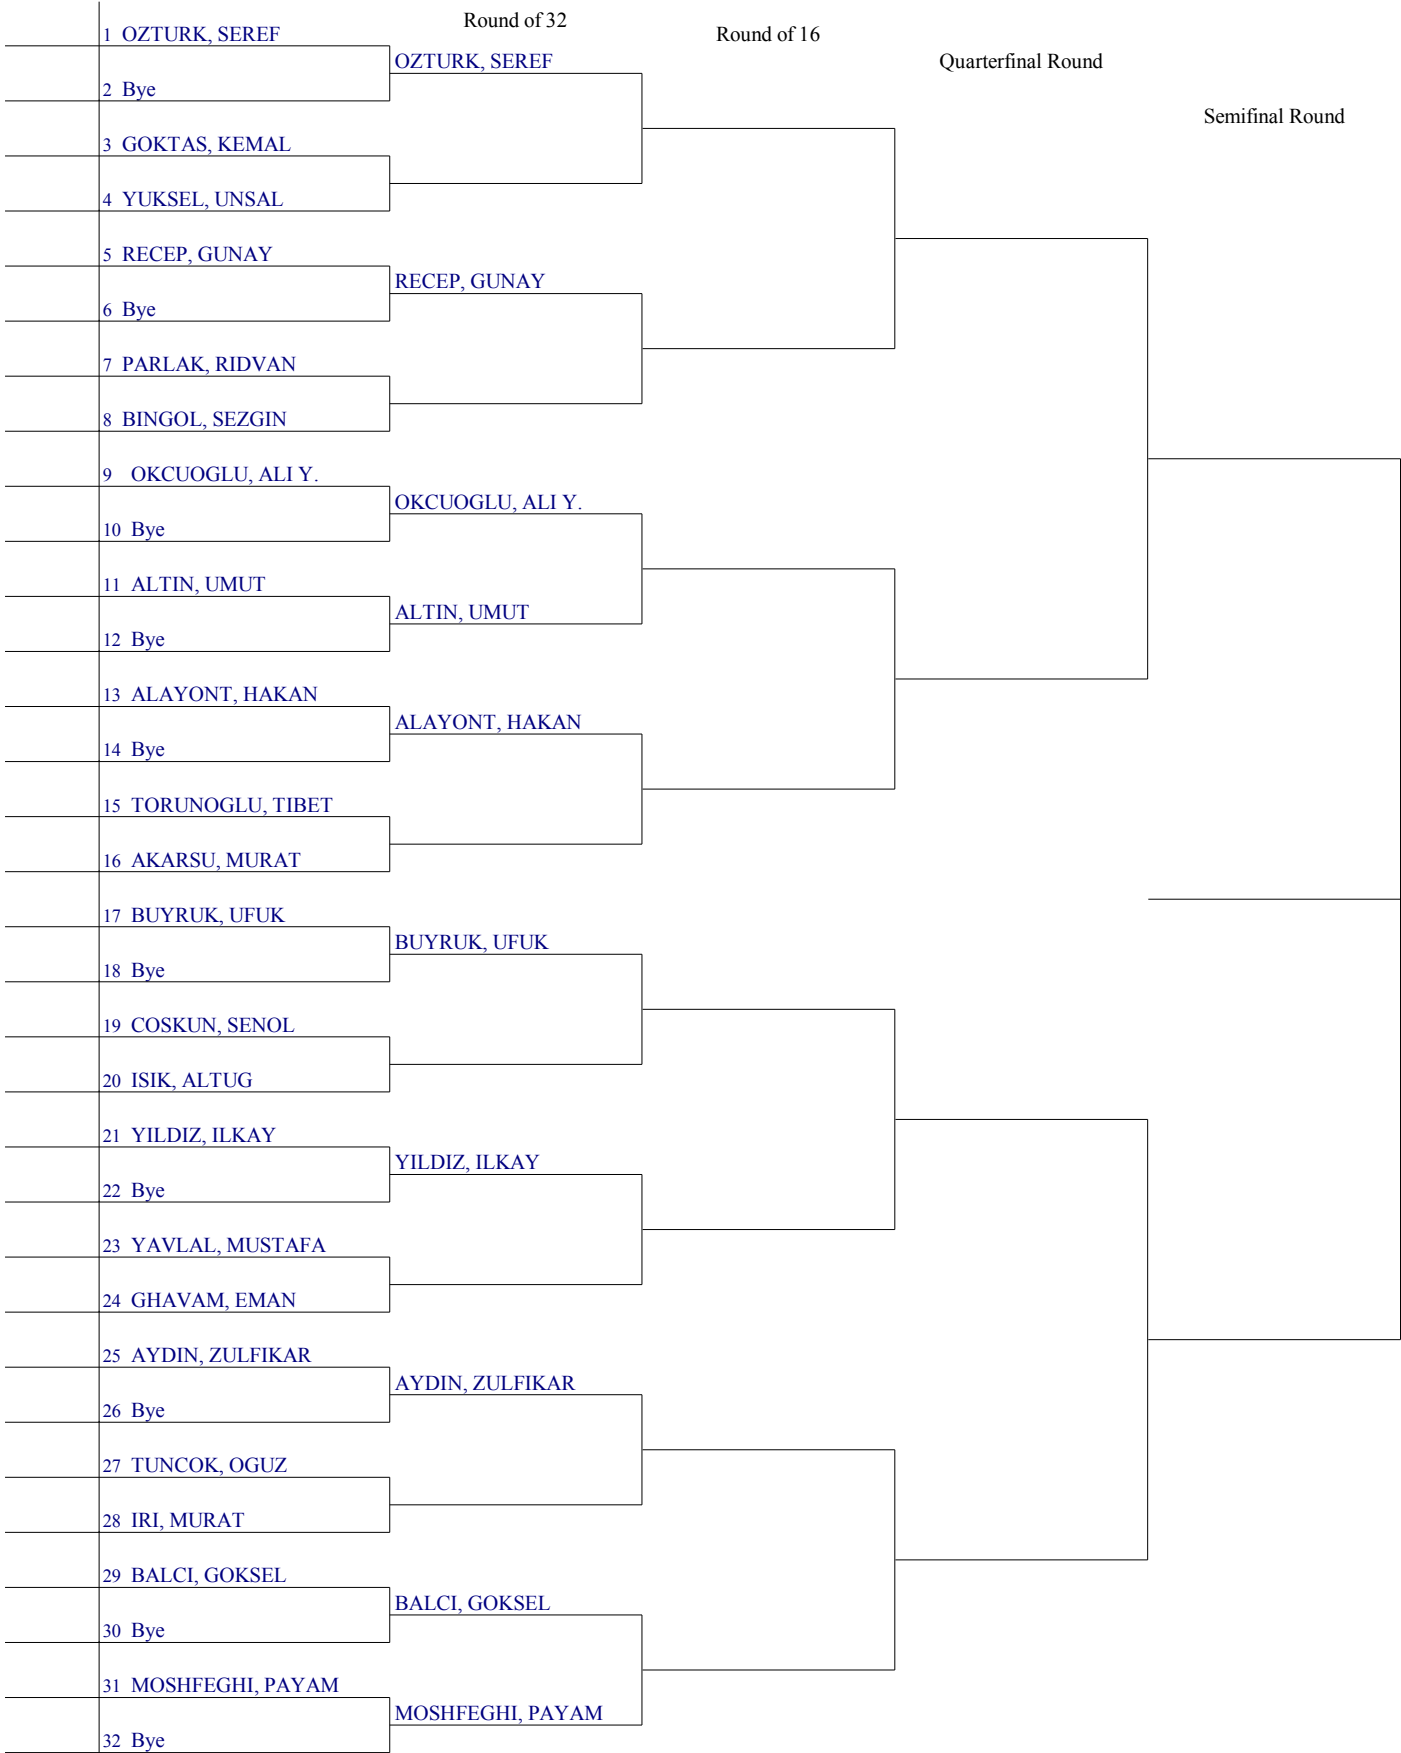 Round of 32
Round of 16
Quarterfinal Round
Semifinal Round
1 OZTURK, SEREF
OZTURK, SEREF
2 Bye
3 GOKTAS, KEMAL
4 YUKSEL, UNSAL
5 RECEP, GUNAY
RECEP, GUNAY
6 Bye
7 PARLAK, RIDVAN
8 BINGOL, SEZGIN
9 OKCUOGLU, ALI Y.
OKCUOGLU, ALI Y.
10 Bye
11 ALTIN, UMUT
ALTIN, UMUT
12 Bye
13 ALAYONT, HAKAN
ALAYONT, HAKAN
14 Bye
15 TORUNOGLU, TIBET
16 AKARSU, MURAT
17 BUYRUK, UFUK
BUYRUK, UFUK
18 Bye
19 COSKUN, SENOL
20 ISIK, ALTUG
21 YILDIZ, ILKAY
YILDIZ, ILKAY
22 Bye
23 YAVLAL, MUSTAFA
24 GHAVAM, EMAN
25 AYDIN, ZULFIKAR
AYDIN, ZULFIKAR
26 Bye
27 TUNCOK, OGUZ
28 IRI, MURAT
29 BALCI, GOKSEL
BALCI, GOKSEL
30 Bye
31 MOSHFEGHI, PAYAM
MOSHFEGHI, PAYAM
32 Bye